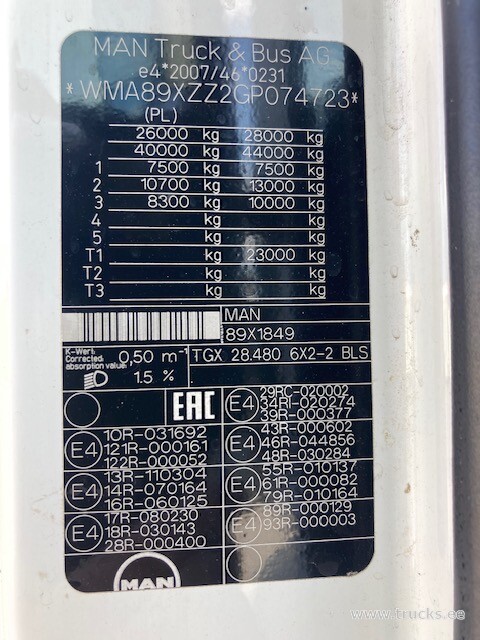 MAN Truck & Bus AG
e4*2007/46*0231
*WMA89XZZ2GP074723*
(PL)
26000 kg 28000 kg
40000 kg 44000 kg
1 7500 kg 7500 kg
2 10700 kg 13000 kg
3 8300 kg 10000 kg
4 kg kg
5 kg kg
T1 kg 23000 kg
T2 kg kg
T3 kg kg
MAN
89X1849
K-Wert:
Corrected
absorption value:
0,50 m⁻¹
1.5 %
TGX 28.480 6X2-2 BLS
EAC
E4
29RC-020002
34RI-020274
39R-000377
E4
10R-031692
121R-000161
122R-000052
E4
43R-000602
46R-044856
48R-030284
E4
13R-110304
14R-070164
16R-060125
E4
55R-010137
61R-000082
79R-010164
E4
17R-080230
18R-030143
28R-000400
E4
89R-000129
93R-000003
MAN
www.trucks.ee